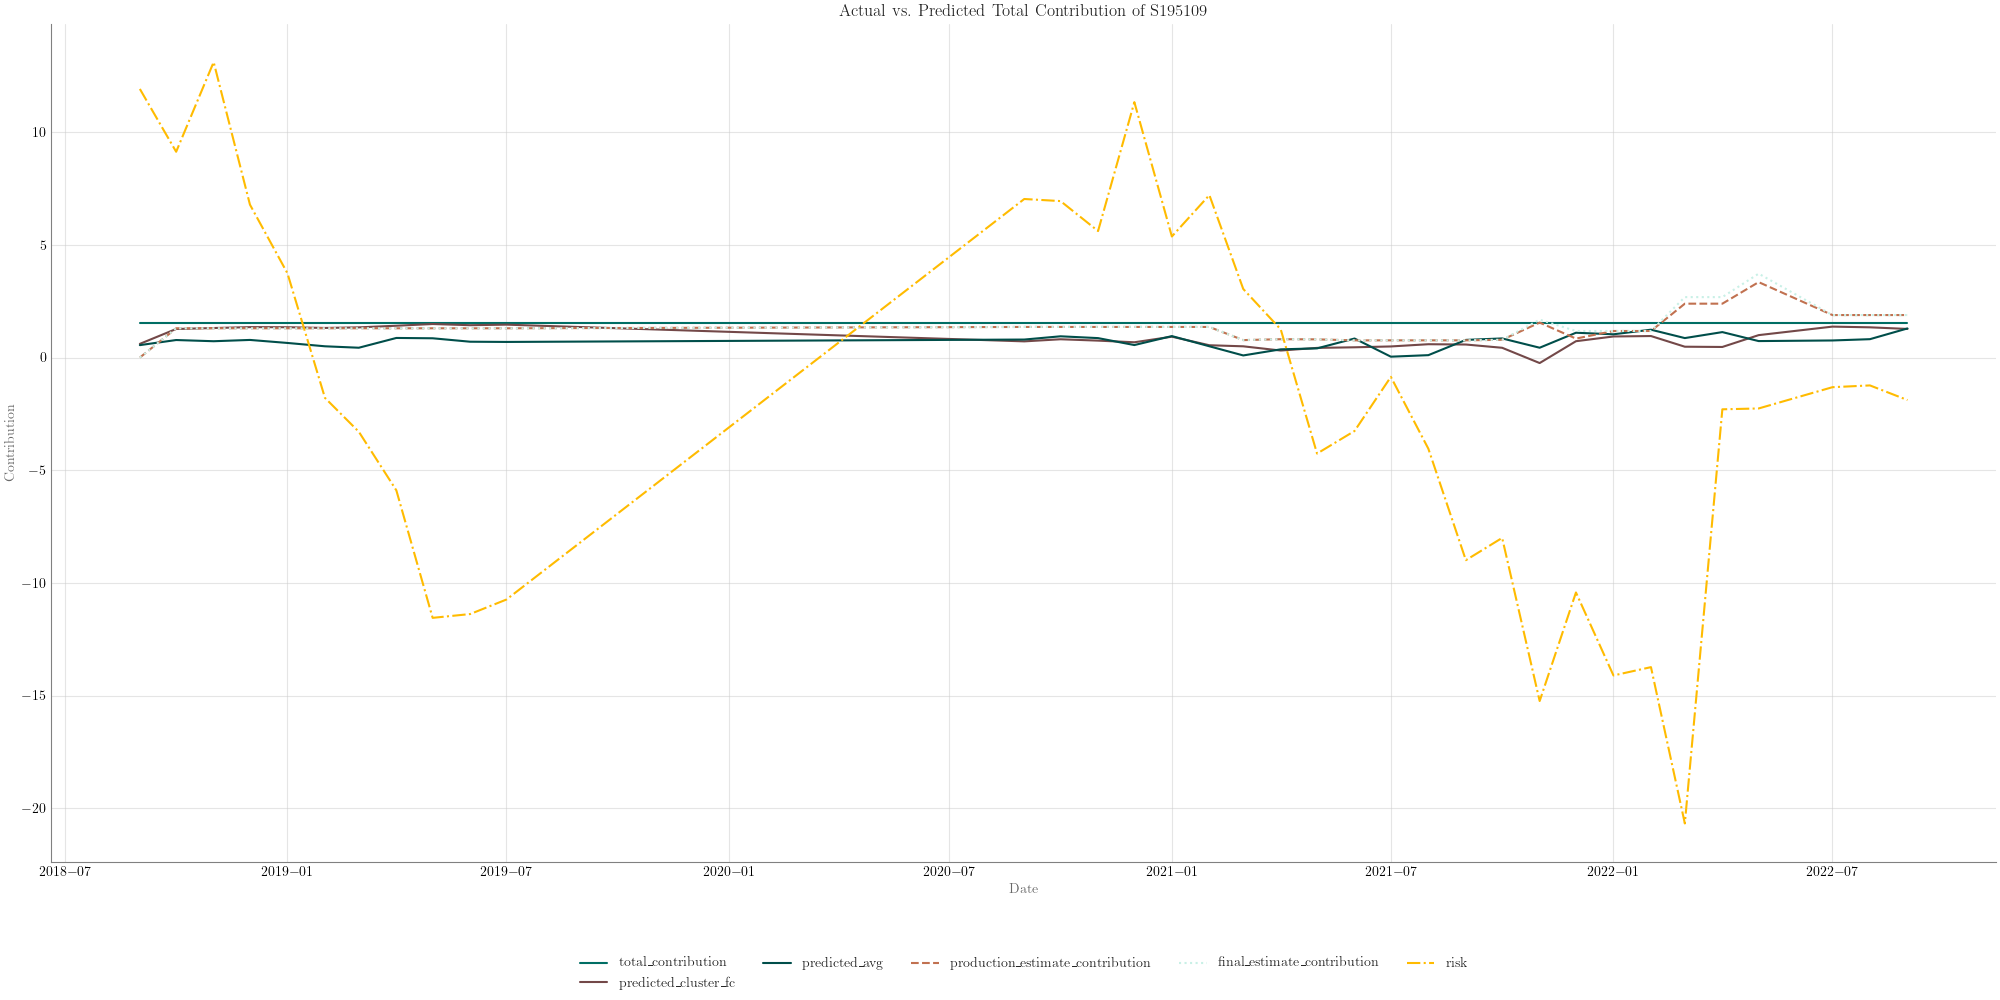 Actual vs. Predicted Total Contribution of S195109
10
5
0
−5
−10
−15
−20
Contribution
2018−07
2019−01
2019−07
2020−01
2020−07
2021−01
2021−07
2022−01
2022−07
Date
total_contribution
predicted_cluster_fc
predicted_avg
production_estimate_contribution
final_estimate_contribution
risk